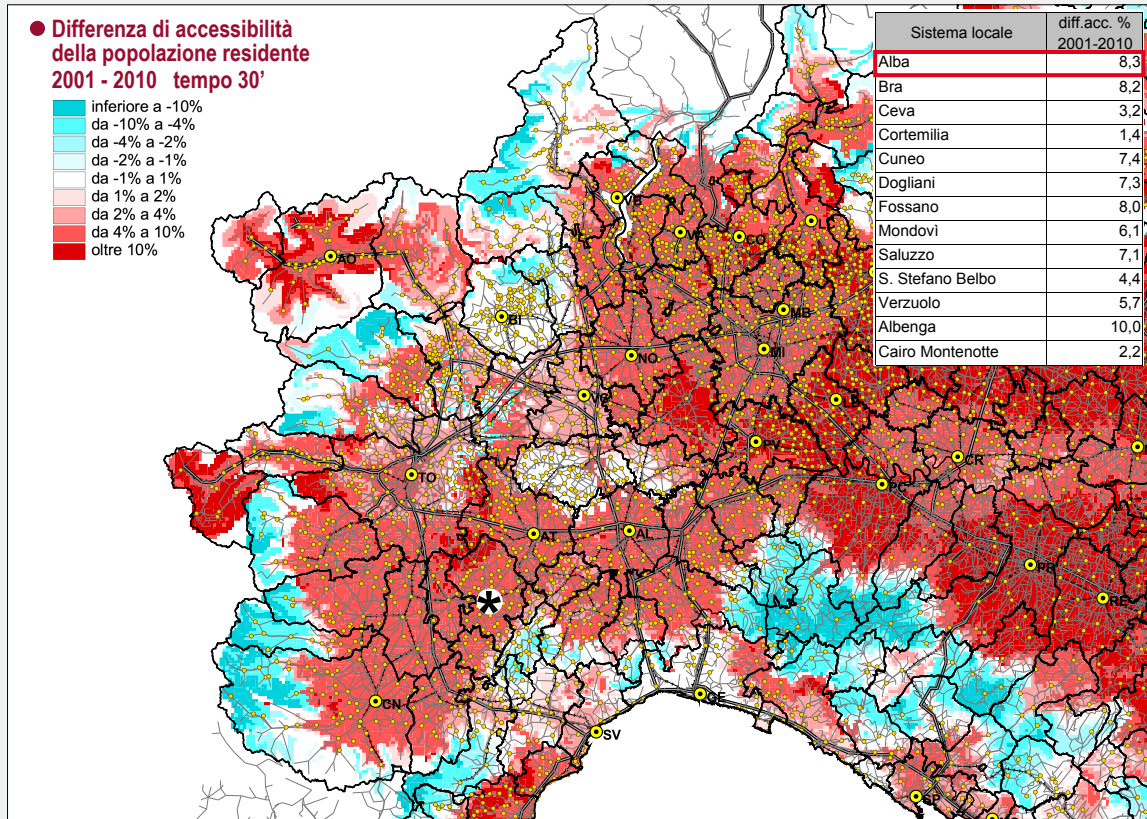 Differenza di accessibilità
della popolazione residente
2001 - 2010 tempo 30'
inferiore a -10%
da -10% a -4%
da -4% a -2%
da -2% a -1%
da -1% a 1%
da 1% a 2%
da 2% a 4%
da 4% a 10%
oltre 10%
Sistema locale diff.acc. % 2001-2010
Alba 8,3
Bra 8,2
Ceva 3,2
Cortemilia 1,4
Cuneo 7,4
Dogliani 7,3
Fossano 8,0
Mondovì 6,1
Saluzzo 7,1
S. Stefano Belbo 4,4
Verzuolo 5,7
Albenga 10,0
Cairo Montenotte 2,2
VB
VA
CO
AO
BI
MB
MI
NO
VC
LO
PV
CR
TO
PC
AT
AL
PR
RE
*
CN
GE
SV
SP